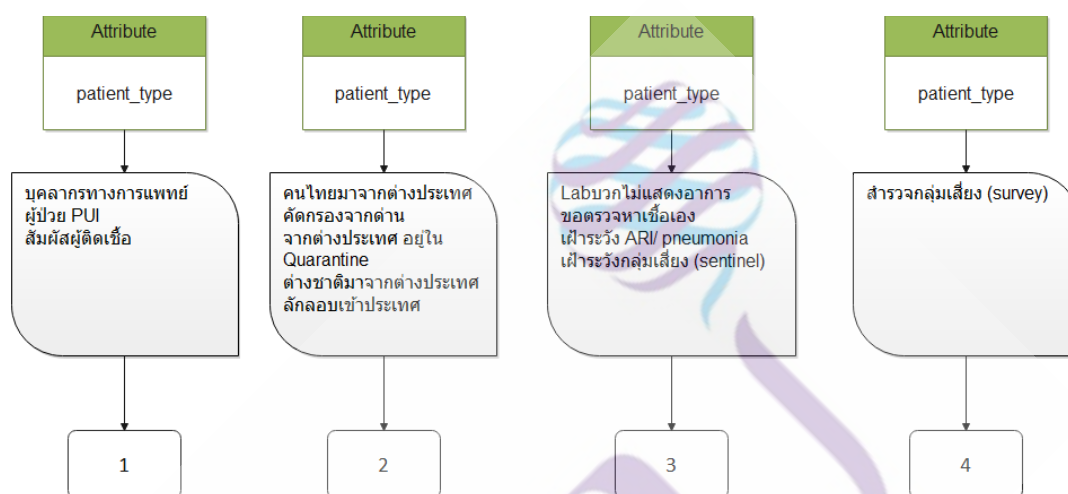 Attribute
patient_type
บุคลากรทางการแพทย์
ผู้ป่วย PUI
สัมผัสผู้ติดเชื้อ
1
Attribute
patient_type
คนไทยมาจากต่างประเทศ
คัดกรองจากด่าน
จากต่างประเทศ อยู่ใน
Quarantine
ต่างชาติมาจากต่างประเทศ
ลักลอบเข้าประเทศ
2
Attribute
patient_type
Labบวกไม่แสดงอาการ
ขอตรวจหาเชื้อเอง
เฝ้าระวัง ARI/ pneumonia
เฝ้าระวังกลุ่มเสี่ยง (sentinel)
3
Attribute
patient_type
สำรวจกลุ่มเสี่ยง (survey)
4